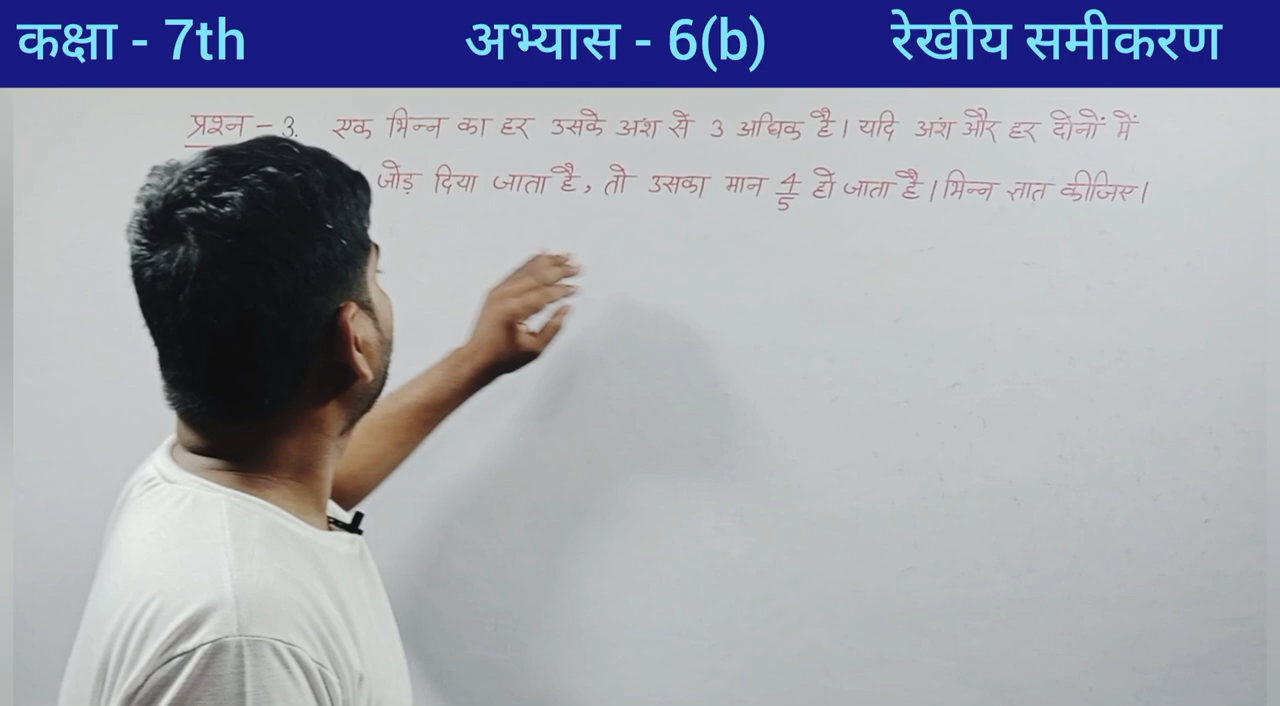 कक्षा - 7th अभ्यास - 6(b) रेखीय समीकरण
प्रश्न - 3. एक भिन्न का हर उसके अंश से 3 अधिक है। यदि अंश और हर दोनों में
जोड़ दिया जाता है, तो उसका मान 4/5 हो जाता है। भिन्न ज्ञात कीजिए।